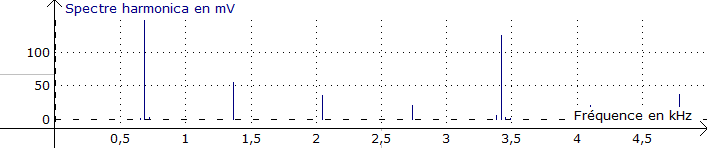 Spectre harmonica en mV
100
50
0
Fréquence en kHz
0,5 1 1,5 2 2,5 3 3,5 4 4,5